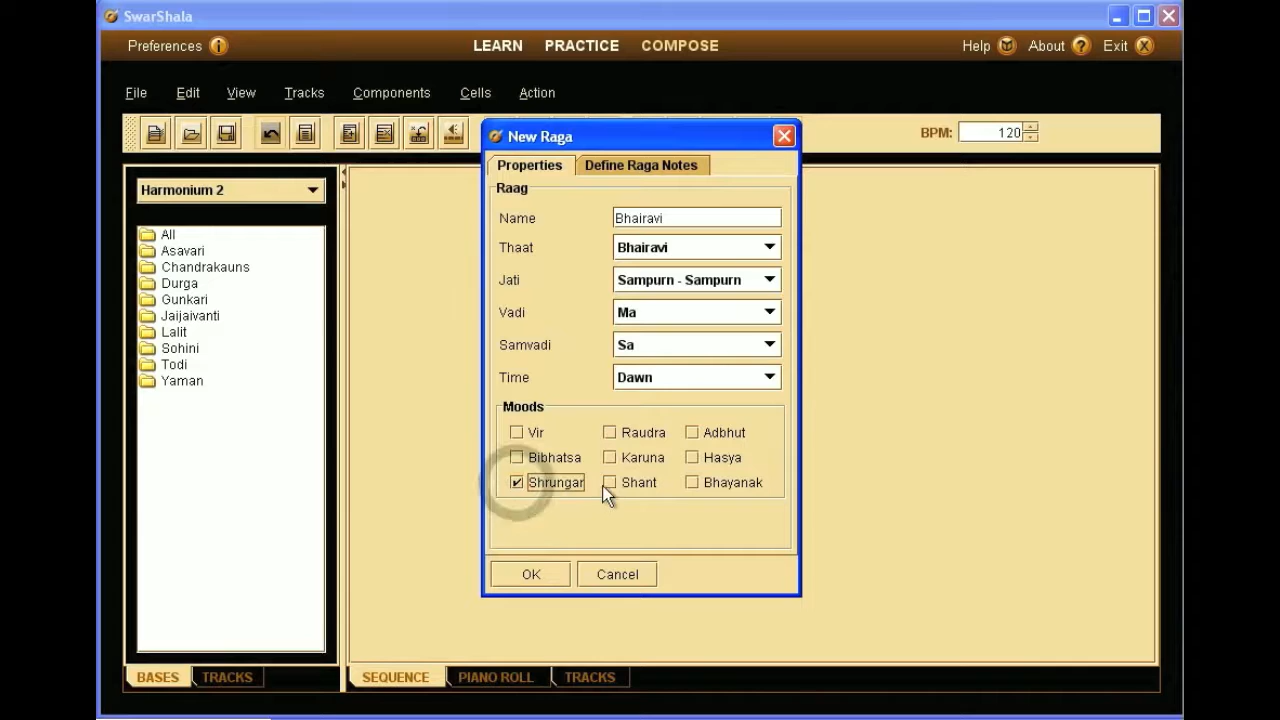 SwarShala
Preferences LEARN PRACTICE COMPOSE Help About Exit
File Edit View Tracks Components Cells Action
BPM: 120
Harmonium 2
All
Asavari
Chandrakauns
Durga
Gunkari
Jaijaivanti
Lalit
Sohini
Todi
Yaman
New Raga
Properties Define Raga Notes
Raag
Name Bhairavi
Thaat Bhairavi
Jati Sampurn - Sampurn
Vadi Ma
Samvadi Sa
Time Dawn
Moods
Vir Raudra Adbhut
Bibhatsa Karuna Hasya
Shrungar Shant Bhayanak
OK Cancel
BASES TRACKS SEQUENCE PIANO ROLL TRACKS